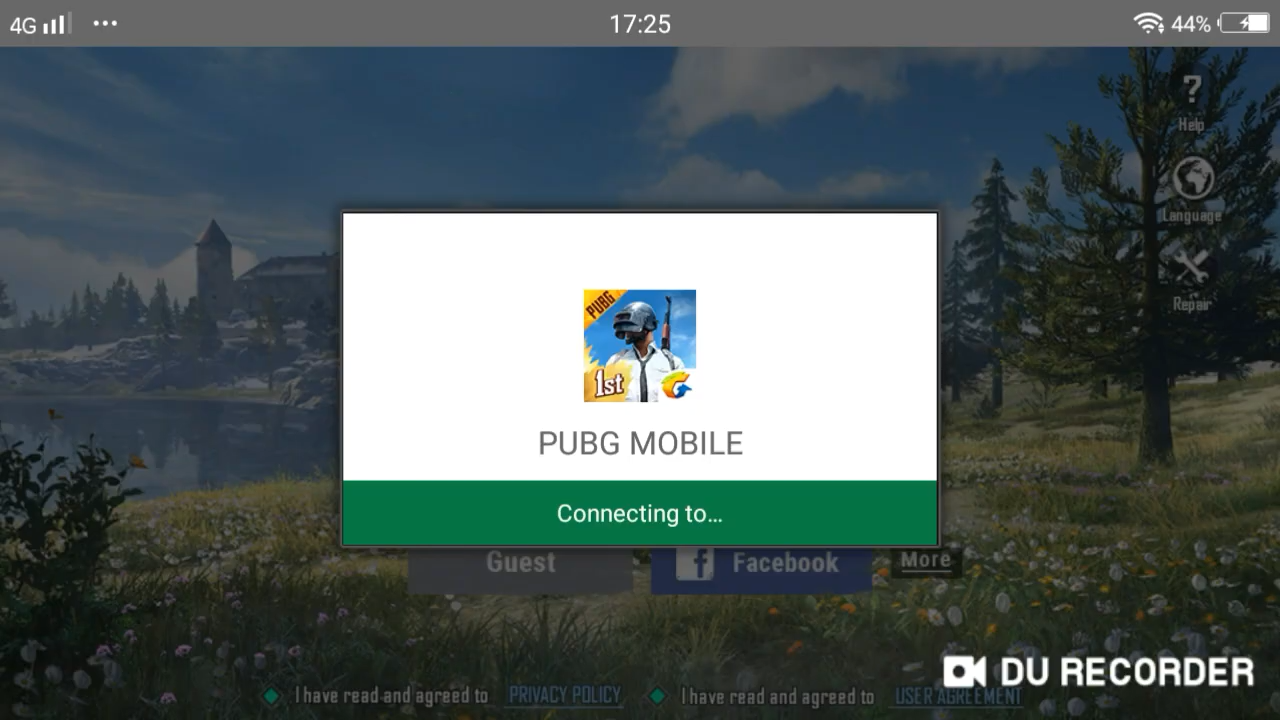 4G
17:25
44%
?
Help
Language
Repair
PUBG
1st
PUBG MOBILE
Connecting to...
Guest
f Facebook
More
DU RECORDER
I have read and agreed to PRIVACY POLICY
I have read and agreed to USER AGREEMENT